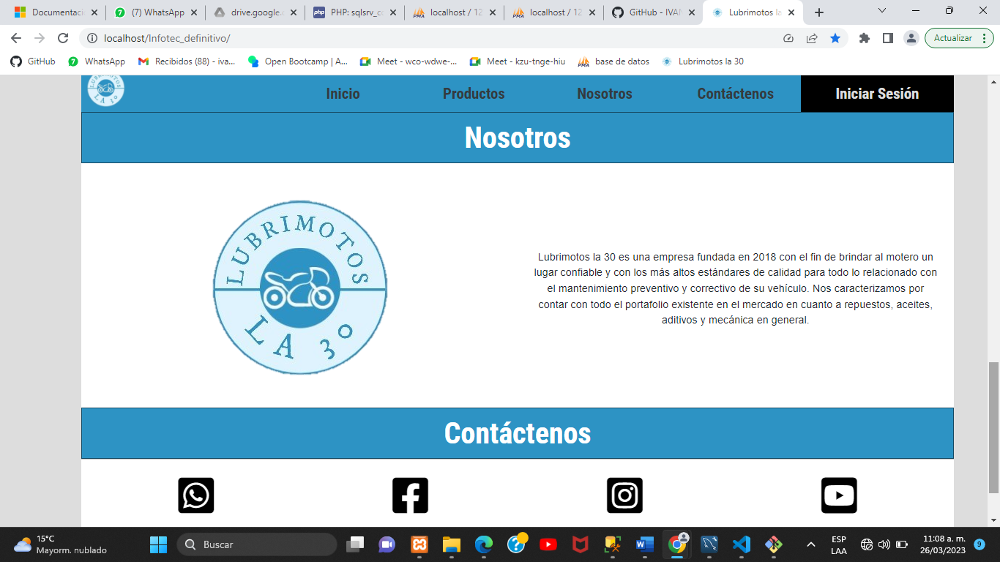 Documentaci
(7) WhatsApp
drive.google.c
PHP: sqlsrv_co
localhost / 12
localhost / 12
GitHub - IVAN
Lubrimotos la
localhost/Infotec_definitivo/
Actualizar
GitHub
WhatsApp
Recibidos (88) - iva...
Open Bootcamp | A...
Meet - wco-wdwe-...
Meet - kzu-tnge-hiu
base de datos
Lubrimotos la 30
LUBRIMOTOS
LA 30
Inicio
Productos
Nosotros
Contáctenos
Iniciar Sesión
Nosotros
LUBRIMOTOS
LA 30
Lubrimotos la 30 es una empresa fundada en 2018 con el fin de brindar al motero un
lugar confiable y con los más altos estándares de calidad para todo lo relacionado con
el mantenimiento preventivo y correctivo de su vehículo. Nos caracterizamos por
contar con todo el portafolio existente en el mercado en cuanto a repuestos, aceites,
aditivos y mecánica en general.
Contáctenos
15°C
Mayorm. nublado
Buscar
ESP
LAA
11:08 a. m.
26/03/2023
9